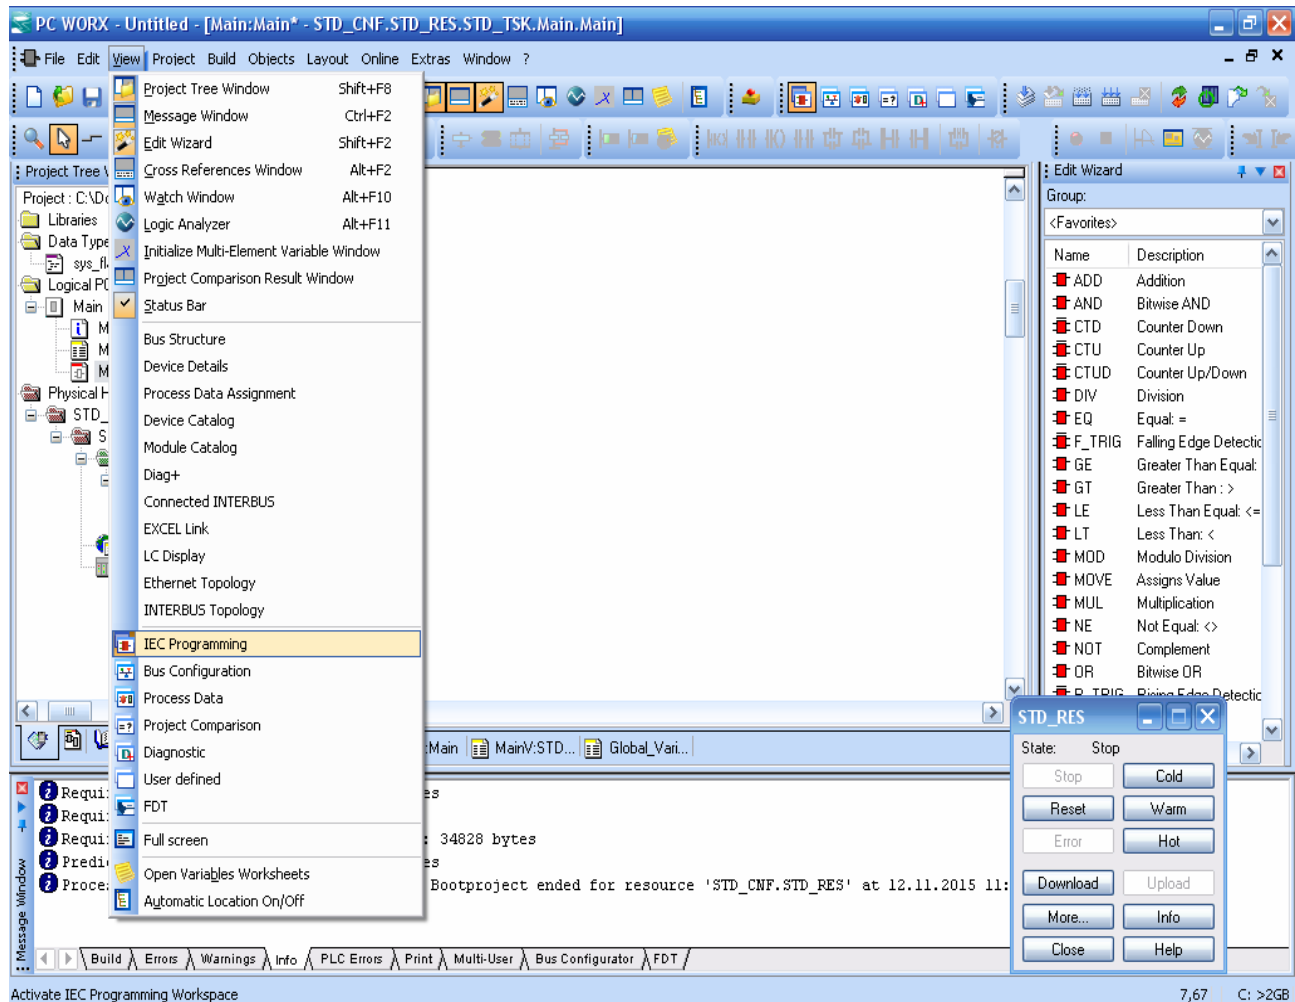 PC WORX - Untitled - [Main:Main* - STD_CNF.STD_RES.STD_TSK.Main.Main]
File Edit View Project Build Objects Layout Online Extras Window ?
Project Tree Window Shift+F8
Message Window Ctrl+F2
Edit Wizard Shift+F2
Cross References Window Alt+F2
Watch Window Alt+F10
Logic Analyzer Alt+F11
Initialize Multi-Element Variable Window
Project Comparison Result Window
Status Bar
Bus Structure
Device Details
Process Data Assignment
Device Catalog
Module Catalog
Diag+
Connected INTERBUS
EXCEL Link
LC Display
Ethernet Topology
INTERBUS Topology
IEC Programming
Bus Configuration
Process Data
Project Comparison
Diagnostic
User defined
FDT
Full screen
Open Variables Worksheets
Automatic Location On/Off
Project Tree
Project : C:\Do
Libraries
Data Type
sys_fl
Logical PC
Main
M
M
M
Physical H
STD_
S
Edit Wizard
Group:
<Favorites>
Name Description
ADD Addition
AND Bitwise AND
CTD Counter Down
CTU Counter Up
CTUD Counter Up/Down
DIV Division
EQ Equal: =
F_TRIG Falling Edge Detectic
GE Greater Than Equal:
GT Greater Than : >
LE Less Than Equal: <=
LT Less Than: <
MOD Modulo Division
MOVE Assigns Value
MUL Multiplication
NE Not Equal: <>
NOT Complement
OR Bitwise OR
R_TRIG Rising Edge Detectic
:Main MainV:STD... Global_Vari...
STD_RES
State: Stop
Stop Cold
Reset Warm
Error Hot
Download Upload
More... Info
Close Help
Message Window
Requi: es
Requi:
Requi: : 34828 bytes
Predi es
Proce: Bootproject ended for resource 'STD_CNF.STD_RES' at 12.11.2015 11:
Build Errors Warnings Info PLC Errors Print Multi-User Bus Configurator FDT
Activate IEC Programming Workspace 7,67 C: >2GB